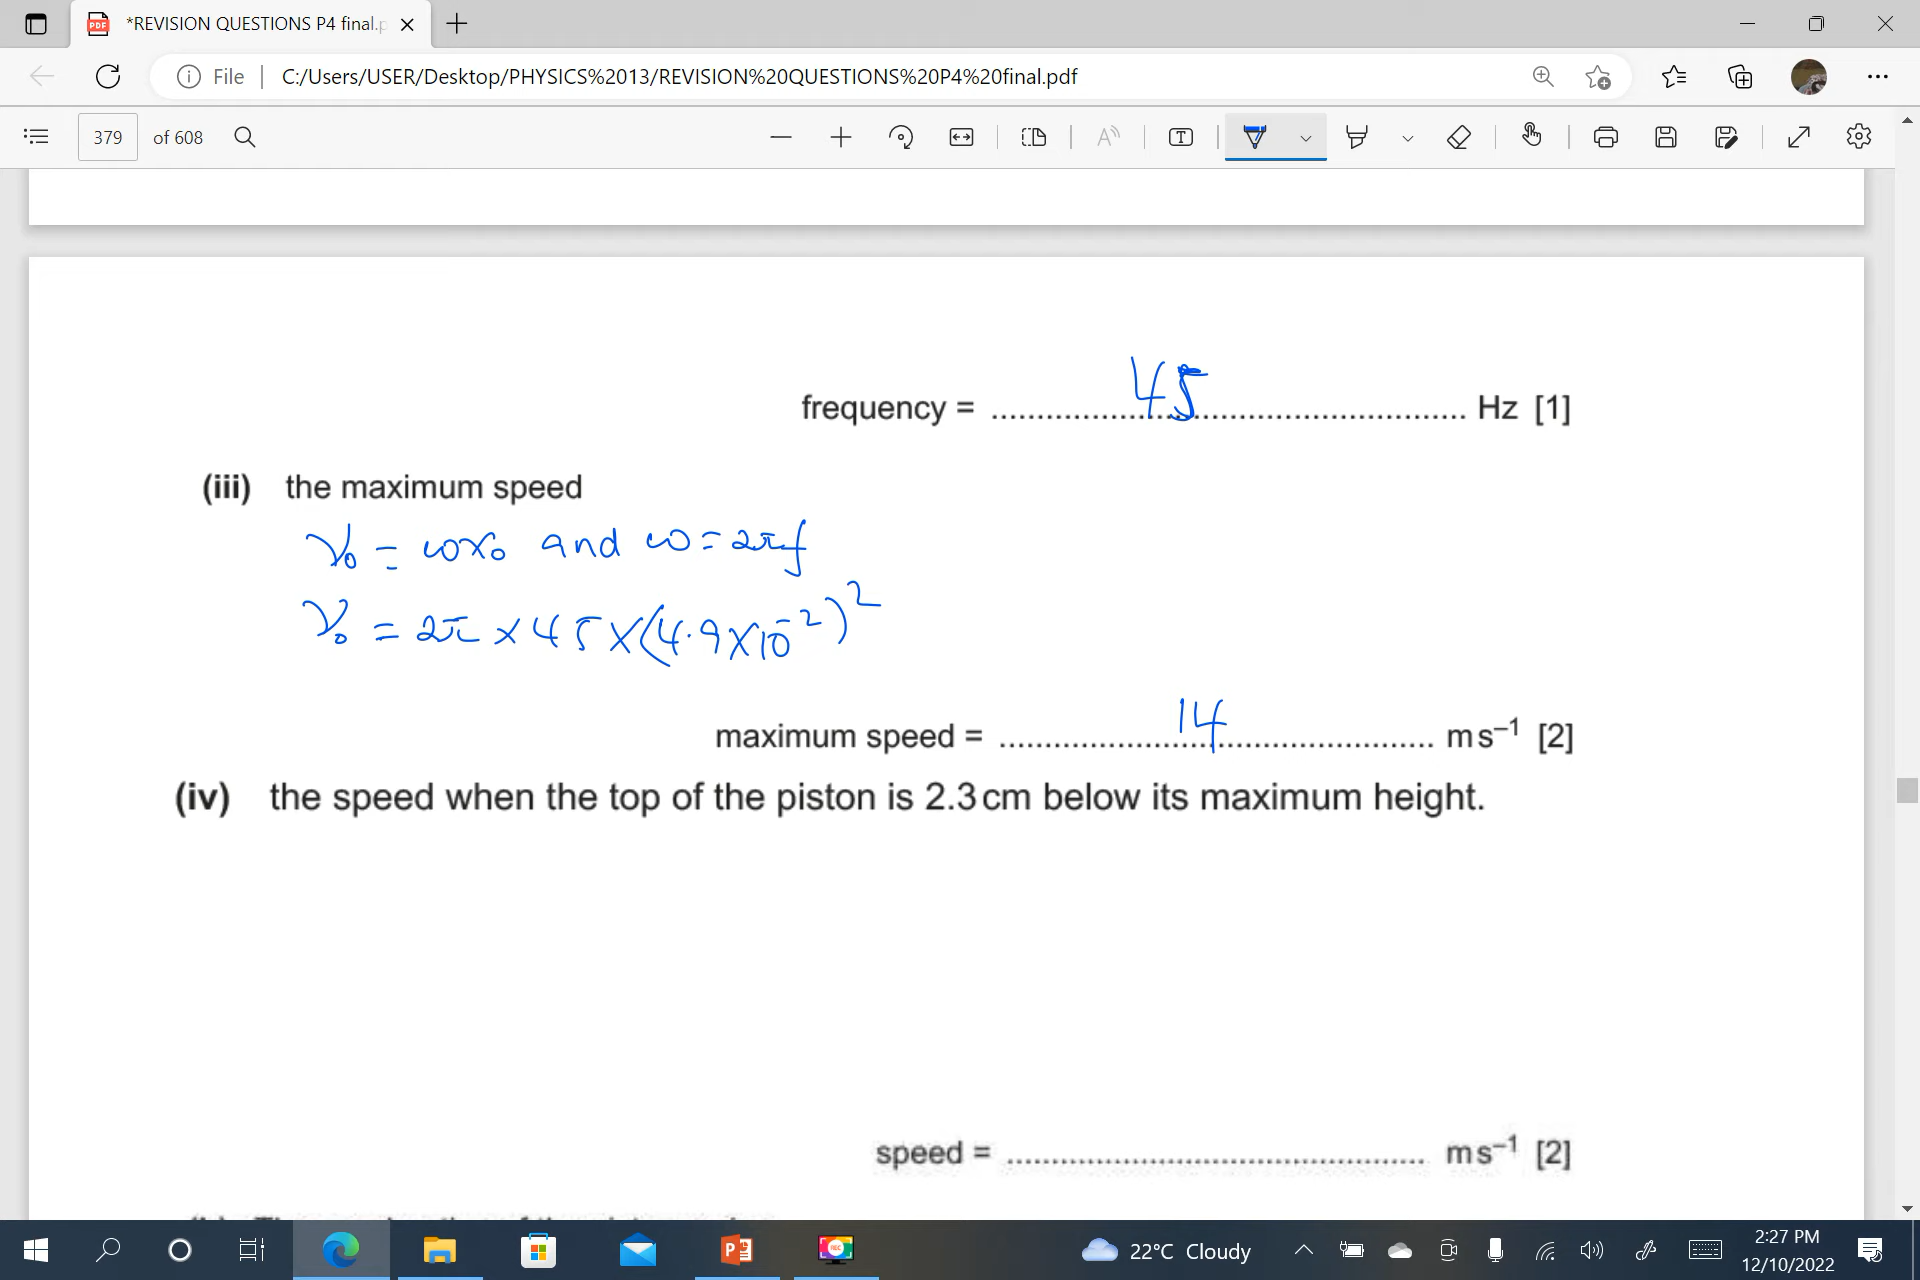 *REVISION QUESTIONS P4 final.p
File C:/Users/USER/Desktop/PHYSICS%2013/REVISION%20QUESTIONS%20P4%20final.pdf
379 of 608
frequency = .................................................... Hz [1]
45
(iii) the maximum speed
v₀ = ωx₀ and ω = 2πf
v₀ = 2π × 45 × (4.9×10⁻²)²
14
maximum speed = ................................................ m s⁻¹ [2]
(iv) the speed when the top of the piston is 2.3 cm below its maximum height.
speed = .............................................. m s⁻¹ [2]
22°C Cloudy
2:27 PM
12/10/2022